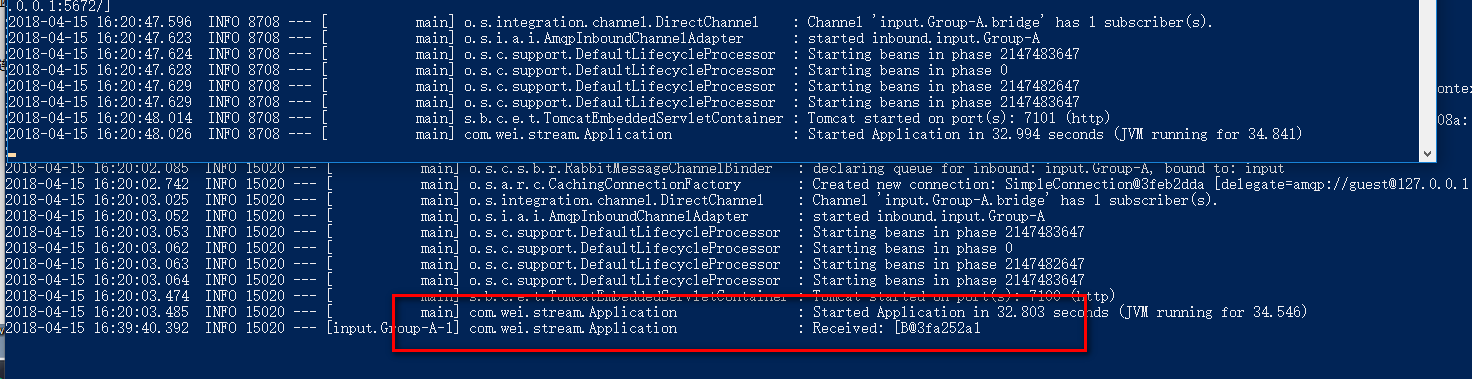 .0.0.1:5672/]
2018-04-15 16:20:47.596  INFO 8708 --- [           main] o.s.integration.channel.DirectChannel    : Channel 'input.Group-A.bridge' has 1 subscriber(s).
2018-04-15 16:20:47.623  INFO 8708 --- [           main] o.s.i.a.i.AmqpInboundChannelAdapter      : started inbound.input.Group-A
2018-04-15 16:20:47.624  INFO 8708 --- [           main] o.s.c.support.DefaultLifecycleProcessor  : Starting beans in phase 2147483647
2018-04-15 16:20:47.628  INFO 8708 --- [           main] o.s.c.support.DefaultLifecycleProcessor  : Starting beans in phase 0
2018-04-15 16:20:47.629  INFO 8708 --- [           main] o.s.c.support.DefaultLifecycleProcessor  : Starting beans in phase 2147482647
2018-04-15 16:20:47.629  INFO 8708 --- [           main] o.s.c.support.DefaultLifecycleProcessor  : Starting beans in phase 2147483647
2018-04-15 16:20:48.014  INFO 8708 --- [           main] s.b.c.e.t.TomcatEmbeddedServletContainer : Tomcat started on port(s): 7101 (http)
2018-04-15 16:20:48.026  INFO 8708 --- [           main] com.wei.stream.Application               : Started Application in 32.994 seconds (JVM running for 34.841)
2018-04-15 16:20:02.085  INFO 15020 --- [           main] o.s.c.s.b.r.RabbitMessageChannelBinder   : declaring queue for inbound: input.Group-A, bound to: input
2018-04-15 16:20:02.742  INFO 15020 --- [           main] o.s.a.r.c.CachingConnectionFactory       : Created new connection: SimpleConnection@3feb2dda [delegate=amqp://guest@127.0.0.1
2018-04-15 16:20:03.025  INFO 15020 --- [           main] o.s.integration.channel.DirectChannel    : Channel 'input.Group-A.bridge' has 1 subscriber(s).
2018-04-15 16:20:03.052  INFO 15020 --- [           main] o.s.i.a.i.AmqpInboundChannelAdapter      : started inbound.input.Group-A
2018-04-15 16:20:03.053  INFO 15020 --- [           main] o.s.c.support.DefaultLifecycleProcessor  : Starting beans in phase 2147483647
2018-04-15 16:20:03.062  INFO 15020 --- [           main] o.s.c.support.DefaultLifecycleProcessor  : Starting beans in phase 0
2018-04-15 16:20:03.063  INFO 15020 --- [           main] o.s.c.support.DefaultLifecycleProcessor  : Starting beans in phase 2147482647
2018-04-15 16:20:03.064  INFO 15020 --- [           main] o.s.c.support.DefaultLifecycleProcessor  : Starting beans in phase 2147483647
2018-04-15 16:20:03.474  INFO 15020 --- [           main] s.b.c.e.t.TomcatEmbeddedServletContainer : Tomcat started on port(s): 7100 (http)
2018-04-15 16:20:03.485  INFO 15020 --- [           main] com.wei.stream.Application               : Started Application in 32.803 seconds (JVM running for 34.546)
2018-04-15 16:39:40.392  INFO 15020 --- [input.Group-A-1] com.wei.stream.Application               : Received: [B@3fa252a1